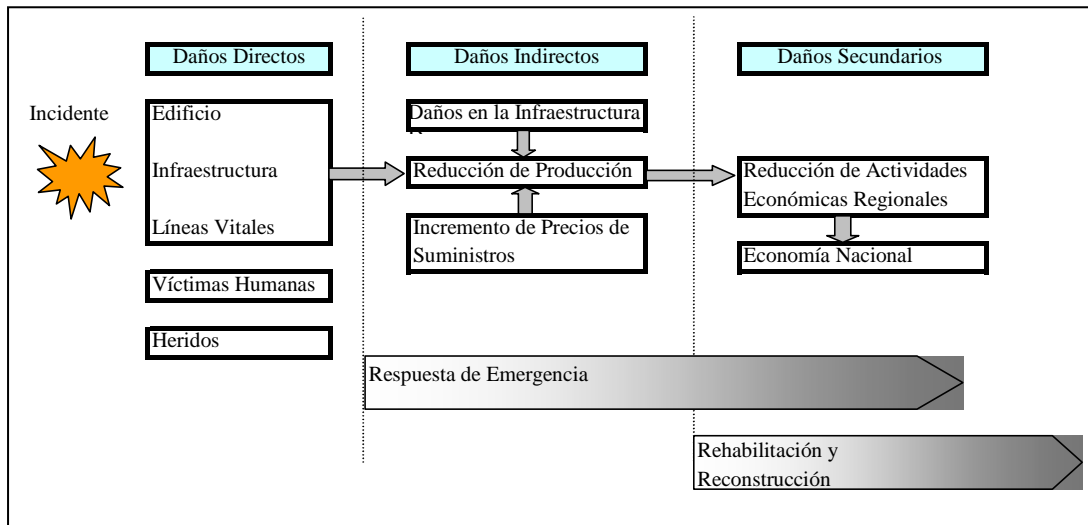 Daños Directos
Daños Indirectos
Daños Secundarios
Incidente
Edificio
Infraestructura
Líneas Vitales
Víctimas Humanas
Heridos
Daños en la Infraestructura
Reducción de Producción
Incremento de Precios de
Suministros
Reducción de Actividades
Económicas Regionales
Economía Nacional
Respuesta de Emergencia
Rehabilitación y
Reconstrucción